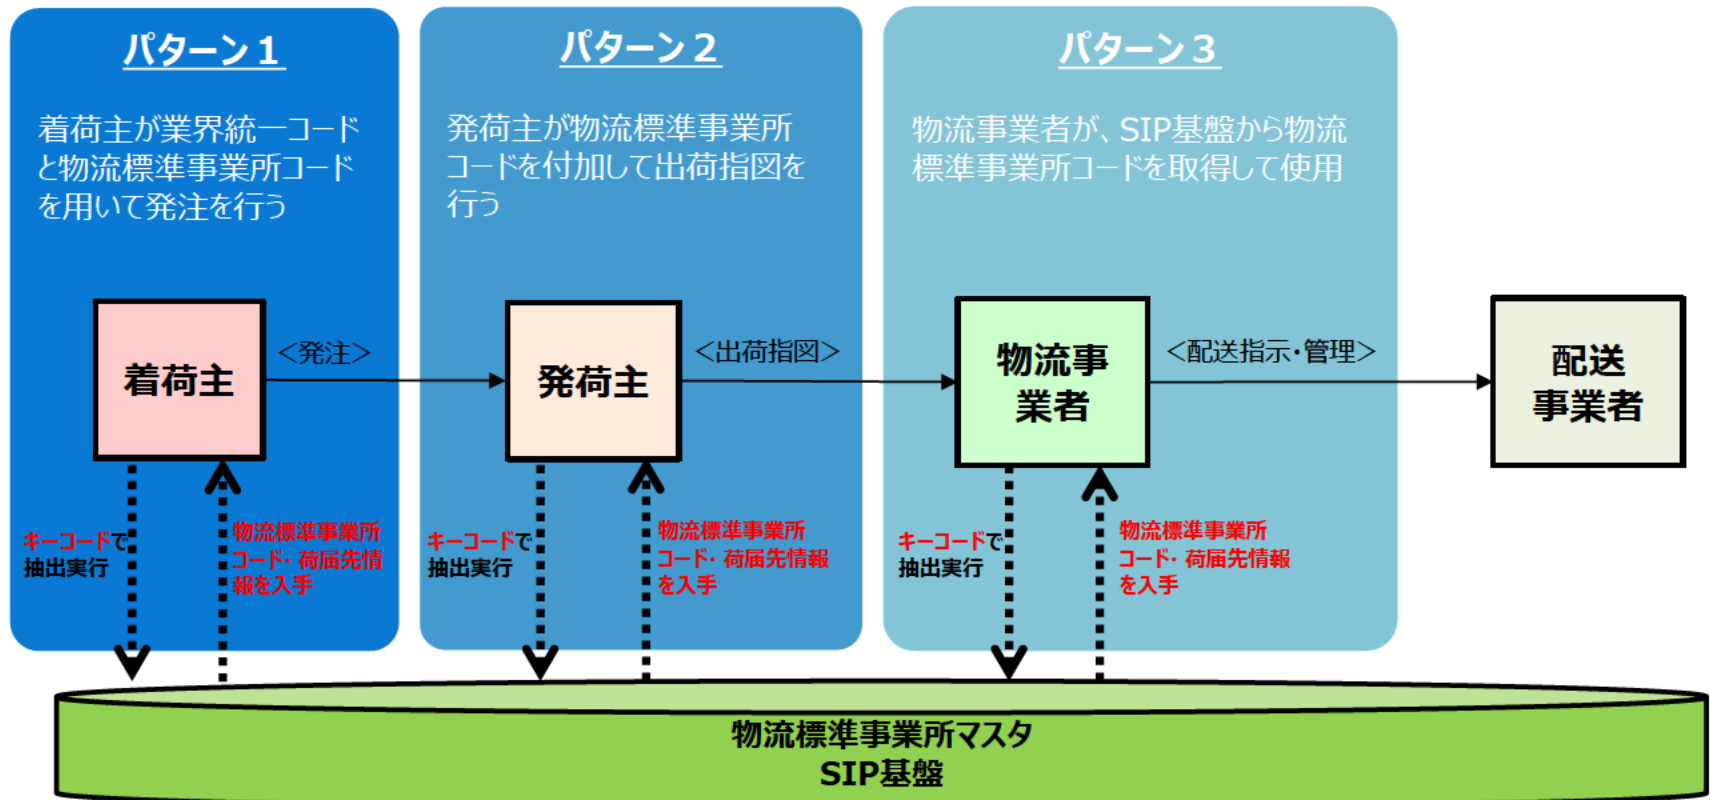 パターン１
着荷主が業界統一コード
と物流標準事業所コード
を用いて発注を行う
パターン２
発荷主が物流標準事業所
コードを付加して出荷指図を
行う
パターン３
物流事業者が、SIP基盤から物流
標準事業所コードを取得して使用
着荷主
＜発注＞
発荷主
＜出荷指図＞
物流事
業者
＜配送指示・管理＞
配送
事業者
キーコードで
抽出実行
物流標準事業所
コード・荷届先情
報を入手
キーコードで
抽出実行
物流標準事業所
コード・荷届先情報
を入手
キーコードで
抽出実行
物流標準事業所
コード・荷届先情報
を入手
物流標準事業所マスタ
SIP基盤